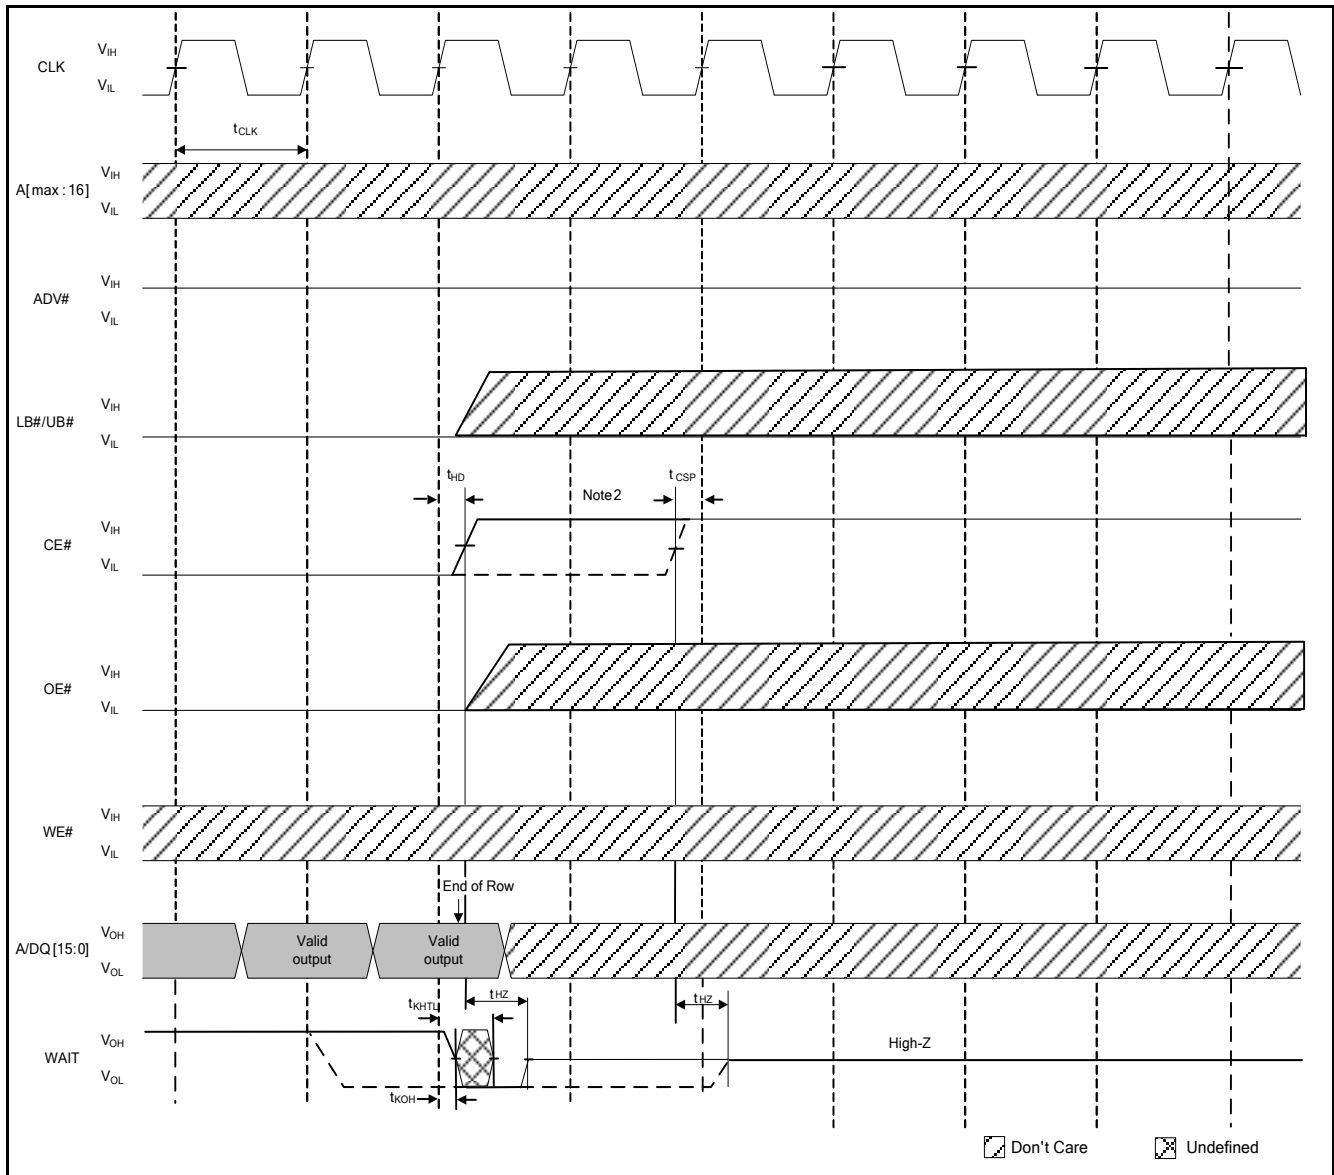 CLK
VIH
VIL
tCLK
A[max : 16]
VIH
VIL
ADV#
VIH
VIL
LB#/UB#
VIH
VIL
tHD
Note 2
tCSP
CE#
VIH
VIL
OE#
VIH
VIL
WE#
VIH
VIL
End of Row
A/DQ[15:0]
VOH
VOL
Valid
output
Valid
output
tKHTL
tHZ
tHZ
WAIT
VOH
VOL
High-Z
tKOH
Don't Care
Undefined